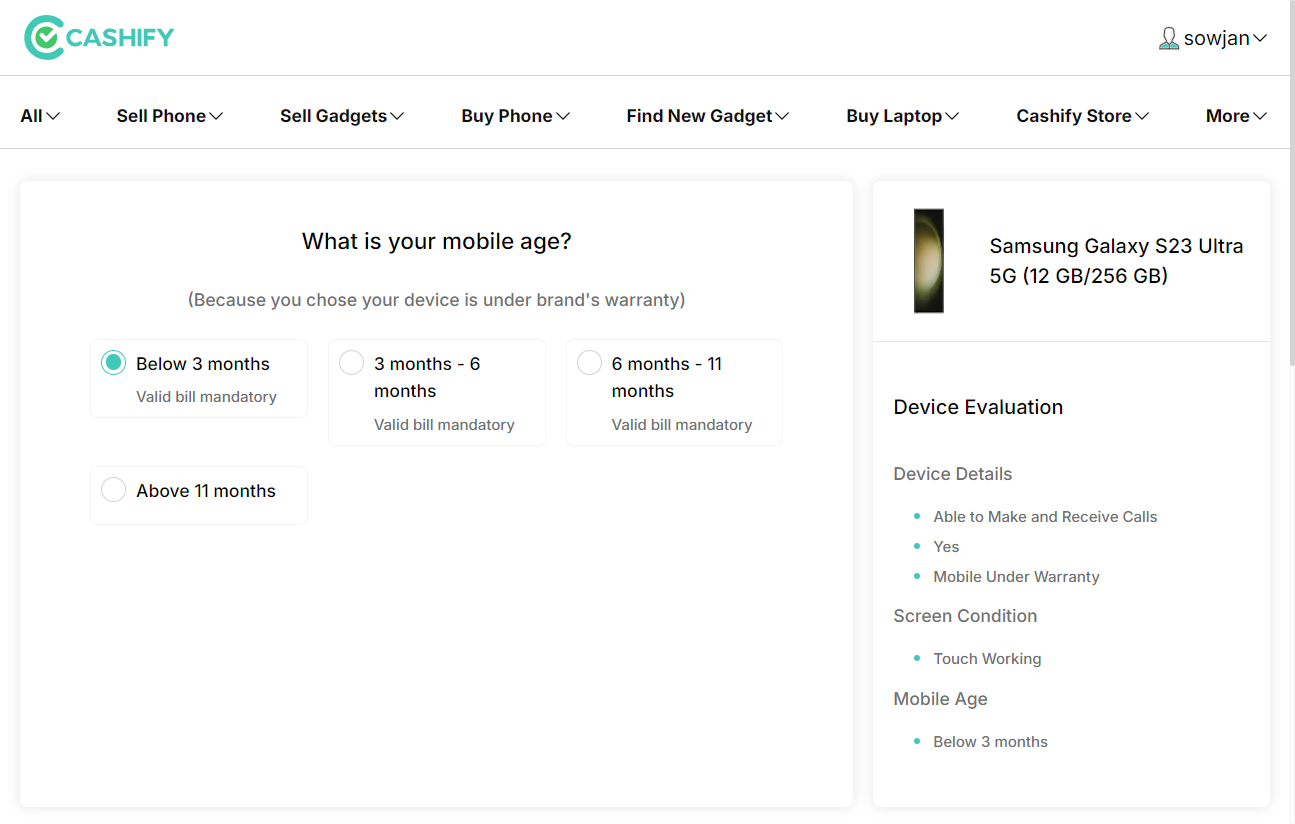 CASHIFY
sowjan
All
Sell Phone
Sell Gadgets
Buy Phone
Find New Gadget
Buy Laptop
Cashify Store
More
What is your mobile age?
(Because you chose your device is under brand's warranty)
Below 3 months
Valid bill mandatory
3 months - 6
months
Valid bill mandatory
6 months - 11
months
Valid bill mandatory
Above 11 months
Samsung Galaxy S23 Ultra
5G (12 GB/256 GB)
Device Evaluation
Device Details
Able to Make and Receive Calls
Yes
Mobile Under Warranty
Screen Condition
Touch Working
Mobile Age
Below 3 months